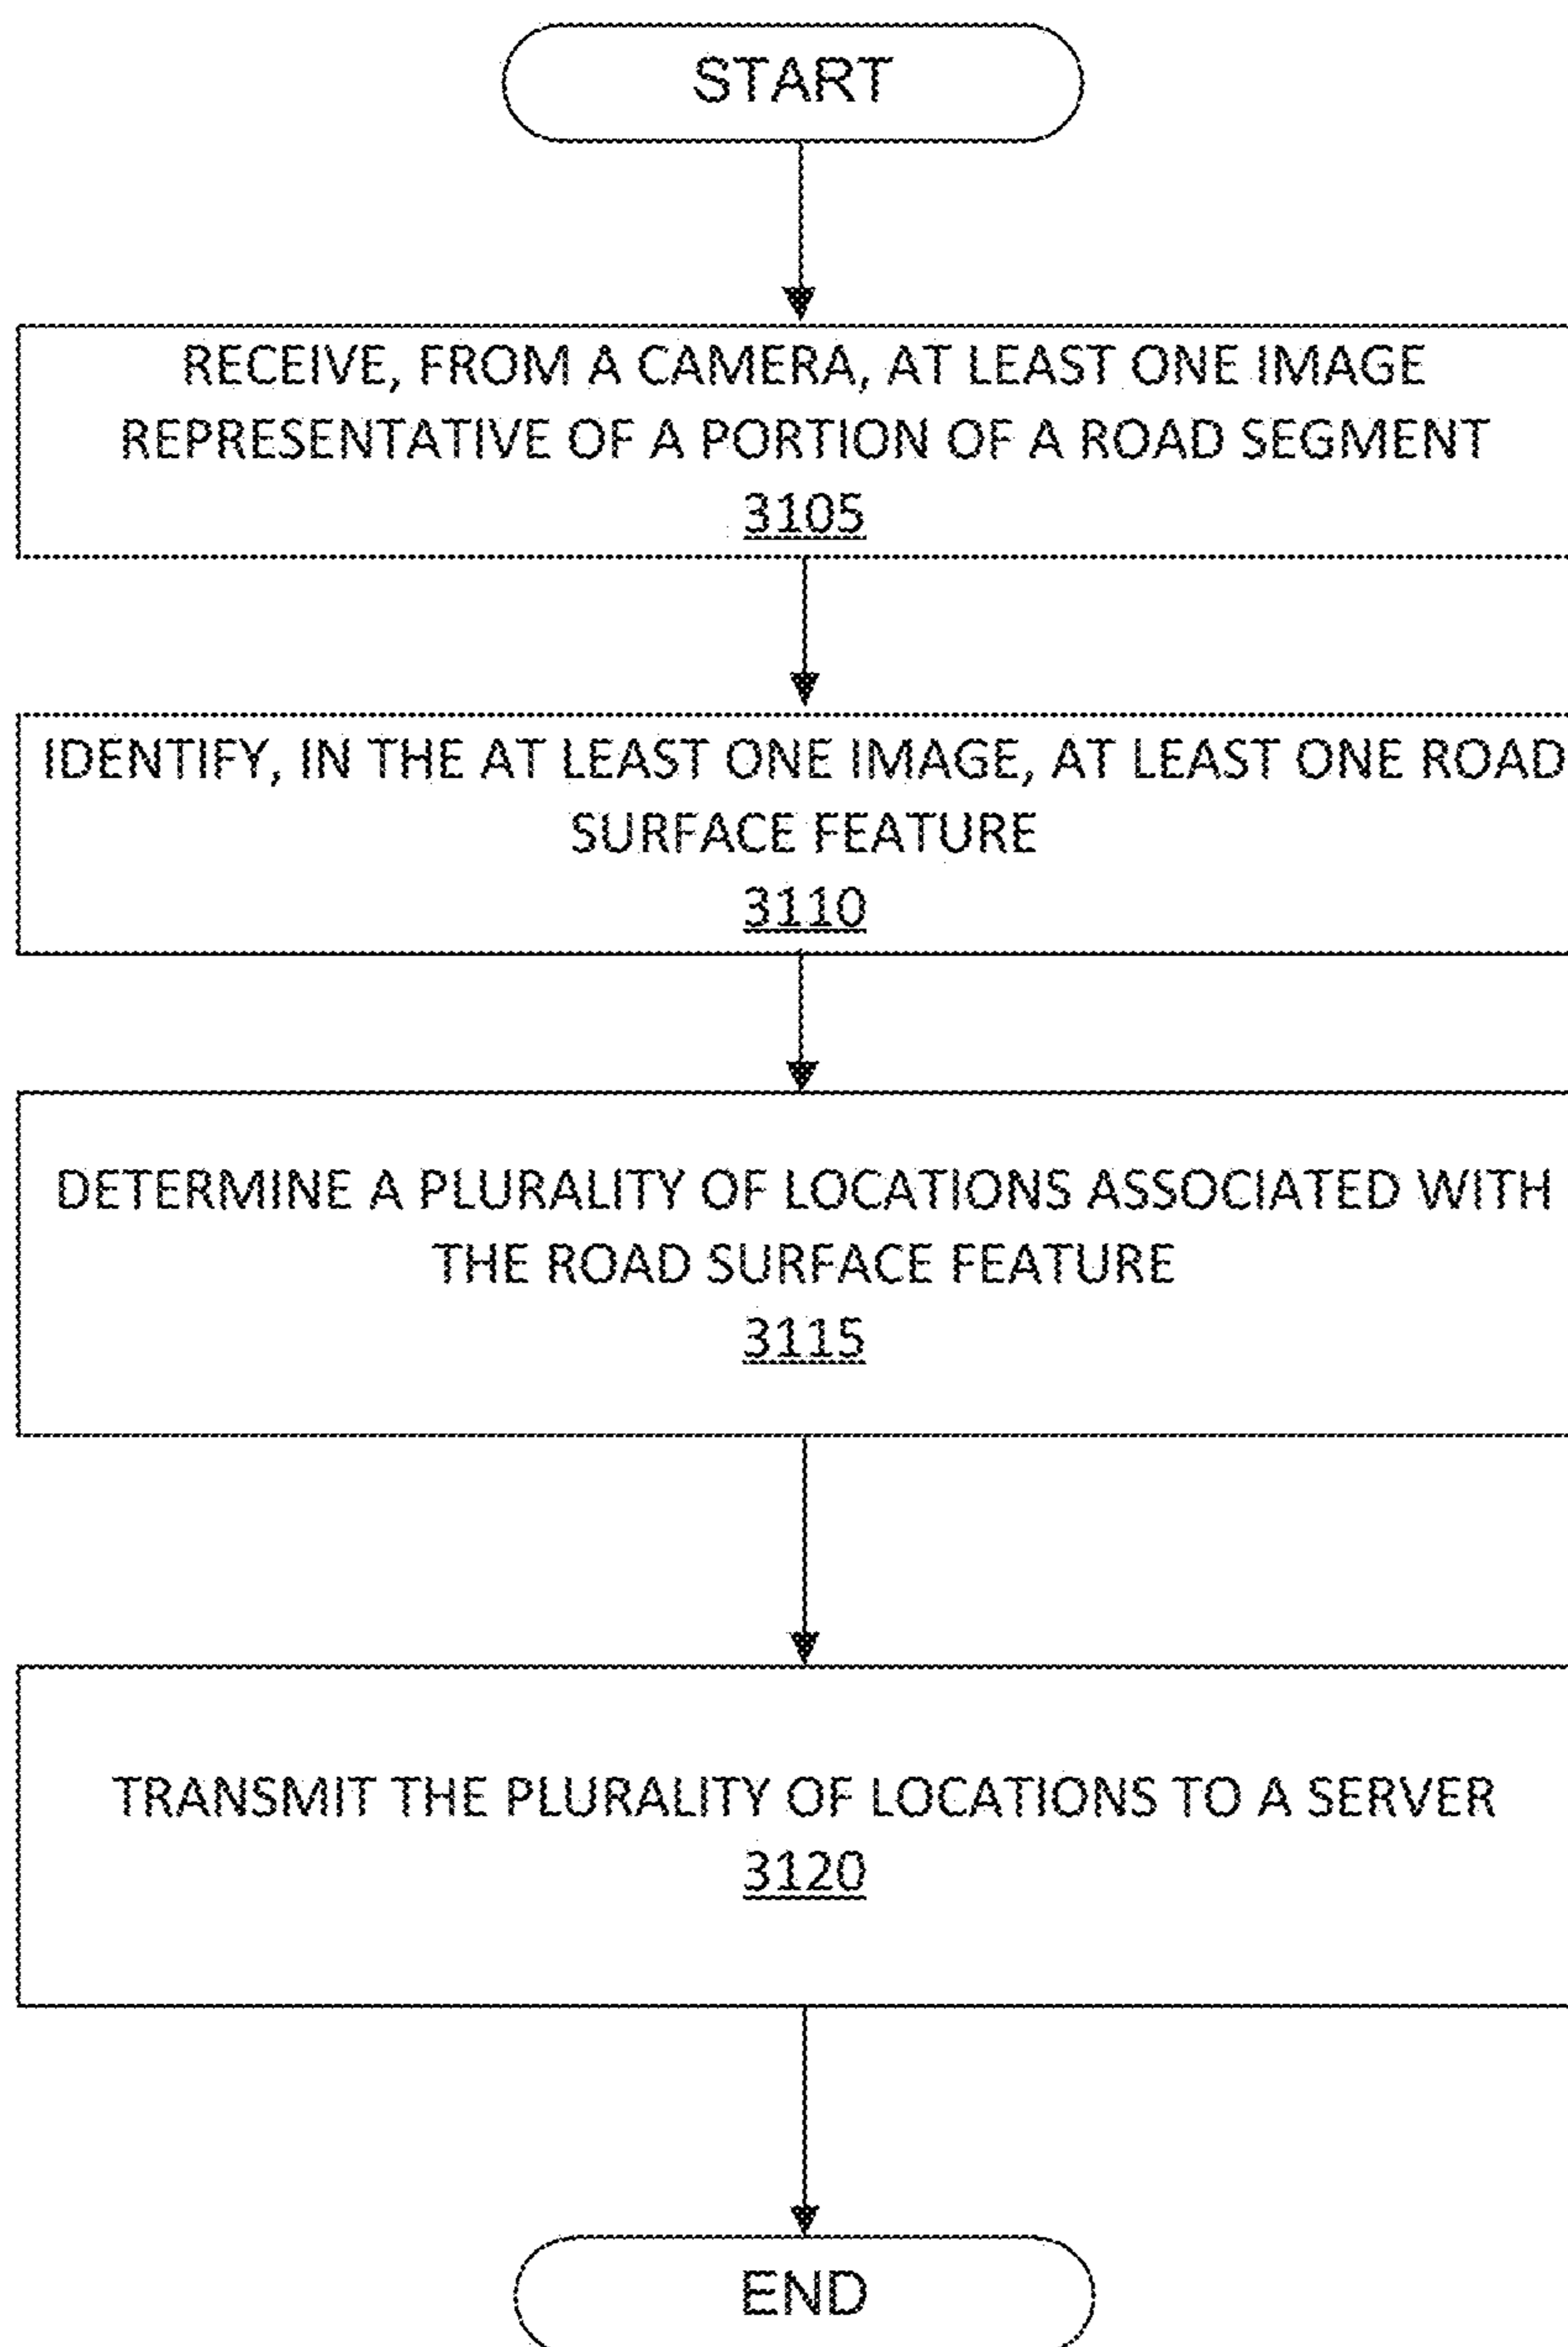 START
RECEIVE, FROM A CAMERA, AT LEAST ONE IMAGE
REPRESENTATIVE OF A PORTION OF A ROAD SEGMENT
3105
IDENTIFY, IN THE AT LEAST ONE IMAGE, AT LEAST ONE ROAD
SURFACE FEATURE
3110
DETERMINE A PLURALITY OF LOCATIONS ASSOCIATED WITH
THE ROAD SURFACE FEATURE
3115
TRANSMIT THE PLURALITY OF LOCATIONS TO A SERVER
3120
END